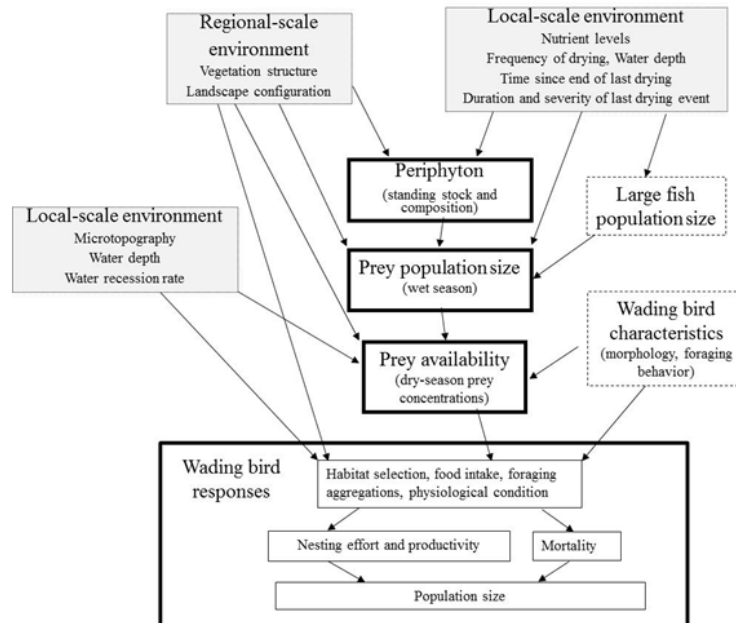 Regional-scale
environment
Vegetation structure
Landscape configuration
Local-scale environment
Nutrient levels
Frequency of drying, Water depth
Time since end of last drying
Duration and severity of last drying event
Periphyton
(standing stock and
composition)
Large fish
population size
Local-scale environment
Microtopography
Water depth
Water recession rate
Prey population size
(wet season)
Wading bird
characteristics
(morphology, foraging
behavior)
Prey availability
(dry-season prey
concentrations)
Wading bird
responses
Habitat selection, food intake, foraging
aggregations, physiological condition
Nesting effort and productivity
Mortality
Population size